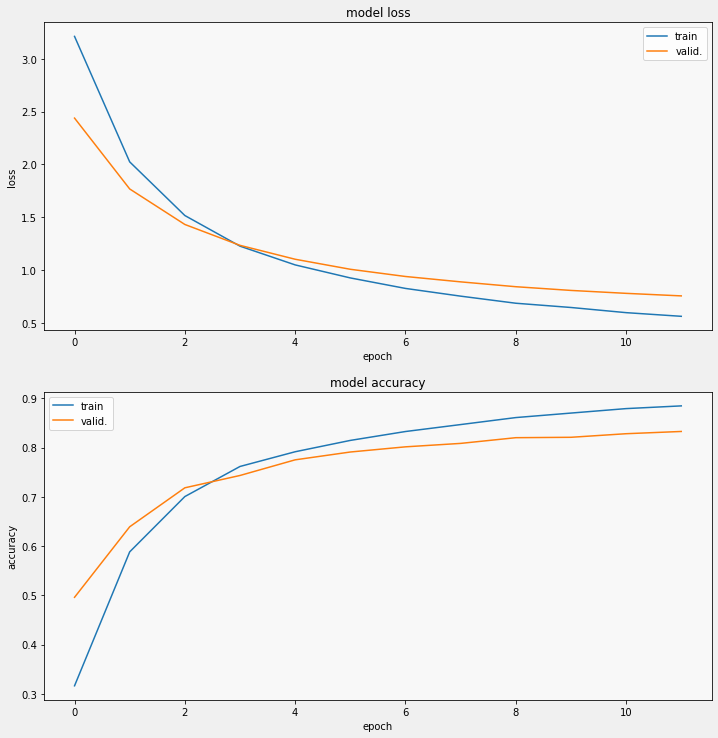 model loss
train
valid.
3.0
2.5
2.0
1.5
1.0
0.5
loss
0 2 4 6 8 10
epoch
model accuracy
train
valid.
0.9
0.8
0.7
0.6
0.5
0.4
0.3
accuracy
0 2 4 6 8 10
epoch